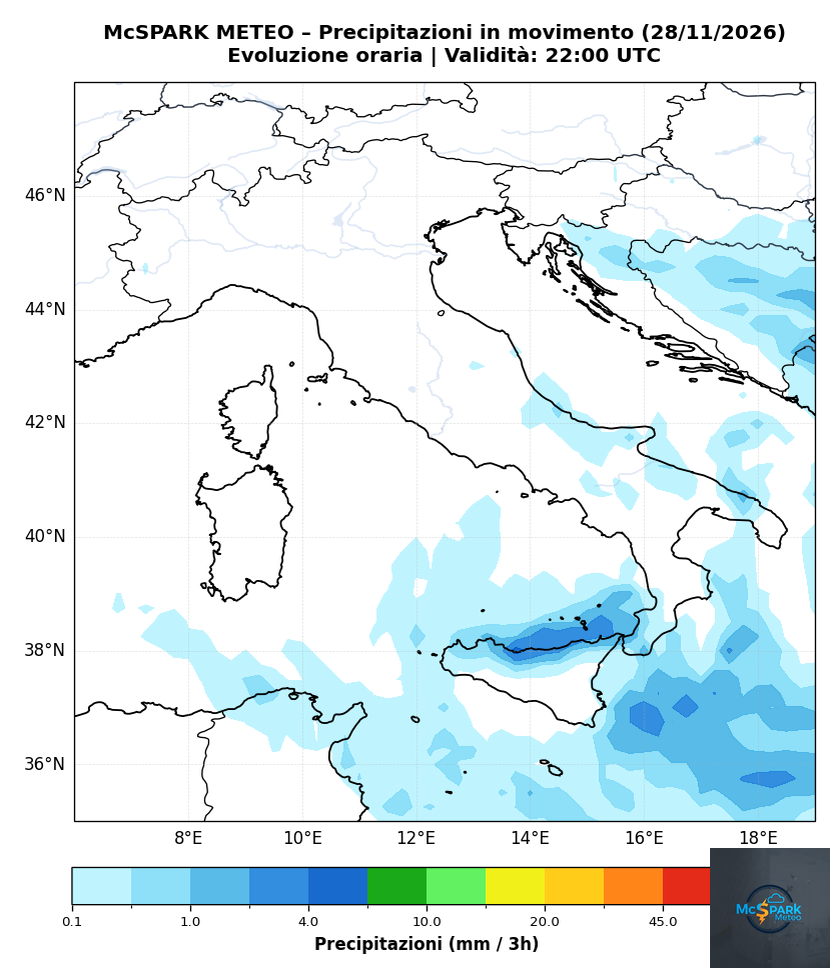 McSPARK METEO – Precipitazioni in movimento (28/11/2026)
Evoluzione oraria | Validità: 22:00 UTC
46°N
44°N
42°N
40°N
38°N
36°N
8°E 10°E 12°E 14°E 16°E 18°E
0.1 1.0 4.0 10.0 20.0 45.0
Precipitazioni (mm / 3h)
McSPARK
Meteo